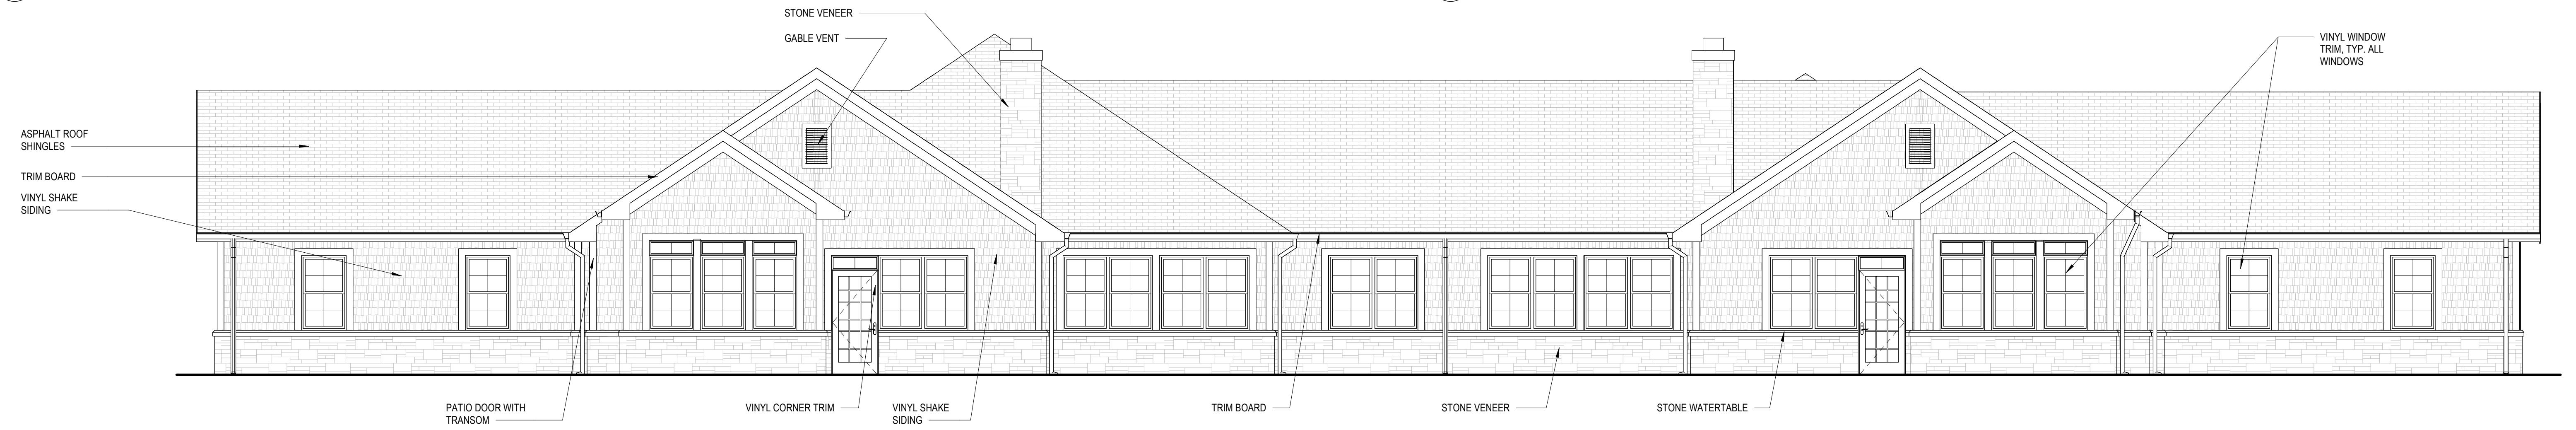 STONE VENEER
GABLE VENT
VINYL WINDOW
TRIM, TYP. ALL
WINDOWS
ASPHALT ROOF
SHINGLES
TRIM BOARD
VINYL SHAKE
SIDING
PATIO DOOR WITH
TRANSOM
VINYL CORNER TRIM
VINYL SHAKE
SIDING
TRIM BOARD
STONE VENEER
STONE WATERTABLE